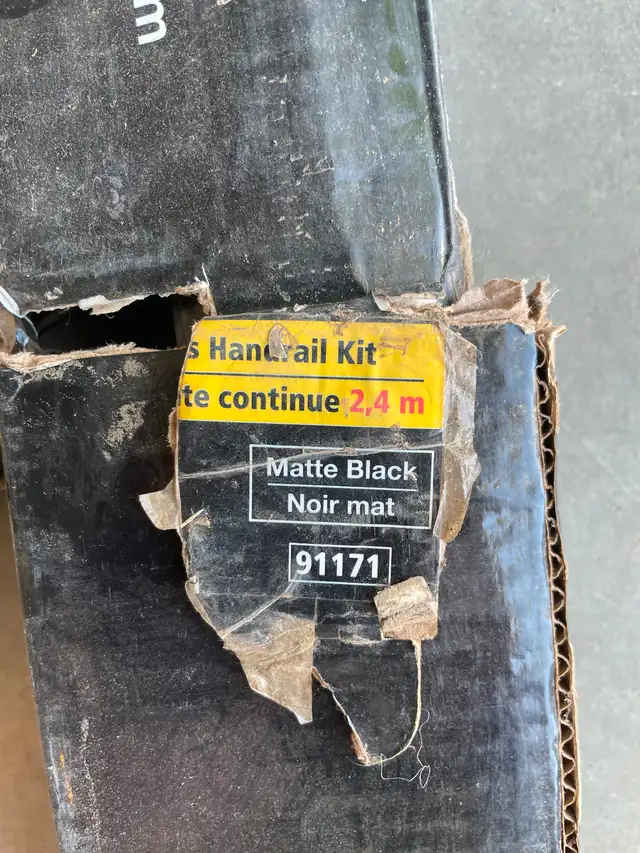 m
s Handrail Kit
te continue 2,4 m
Matte Black
Noir mat
91171